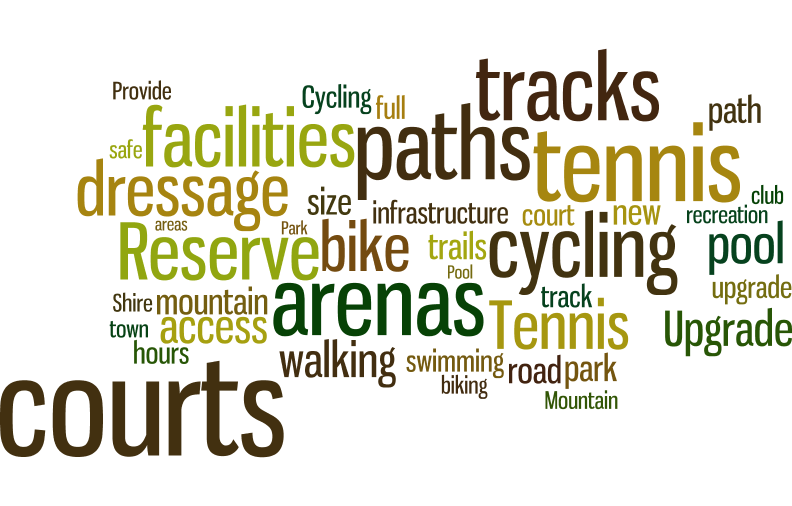 tracks
Provide
Cycling
full
path
facilities
paths
safe
tennis
dressage
size
infrastructure
club
court
new
recreation
areas
Park
Reserve
bike
trails
cycling
pool
Pool
Shire
mountain
arenas
track
upgrade
town
access
Tennis
Upgrade
hours
walking
swimming
road
park
biking
Mountain
courts